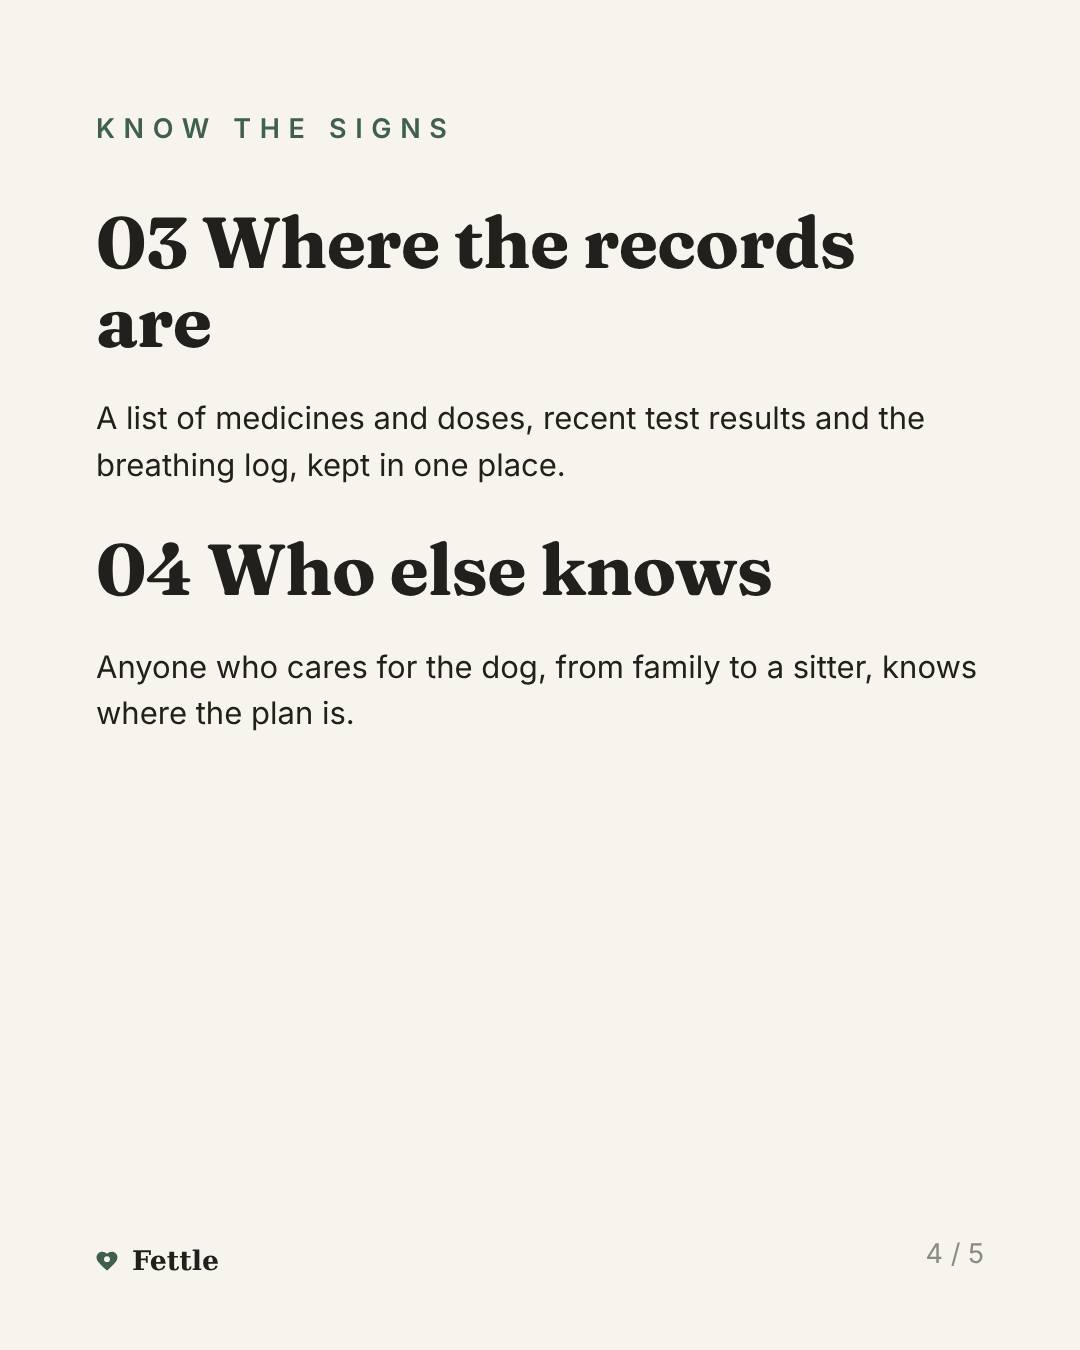 KNOW THE SIGNS
03 Where the records
are
A list of medicines and doses, recent test results and the
breathing log, kept in one place.
04 Who else knows
Anyone who cares for the dog, from family to a sitter, knows
where the plan is.
Fettle
4 / 5